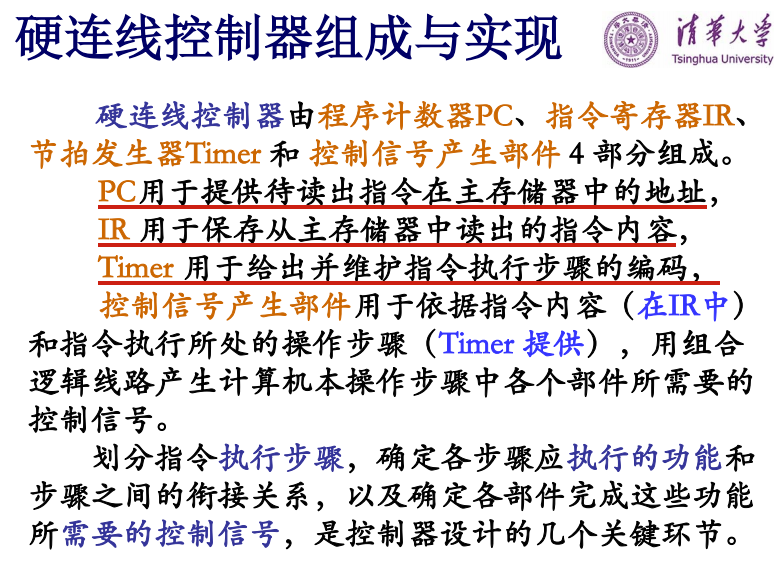 硬连线控制器组成与实现
清华大学
Tsinghua University
硬连线控制器由程序计数器PC、指令寄存器IR、
节拍发生器Timer 和 控制信号产生部件 4 部分组成。
PC用于提供待读出指令在主存储器中的地址，
IR 用于保存从主存储器中读出的指令内容，
Timer 用于给出并维护指令执行步骤的编码，
控制信号产生部件用于依据指令内容（在IR中）
和指令执行所处的操作步骤（Timer 提供），用组合
逻辑线路产生计算机本操作步骤中各个部件所需要的
控制信号。
划分指令执行步骤，确定各步骤应执行的功能和
步骤之间的衔接关系，以及确定各部件完成这些功能
所需要的控制信号，是控制器设计的几个关键环节。